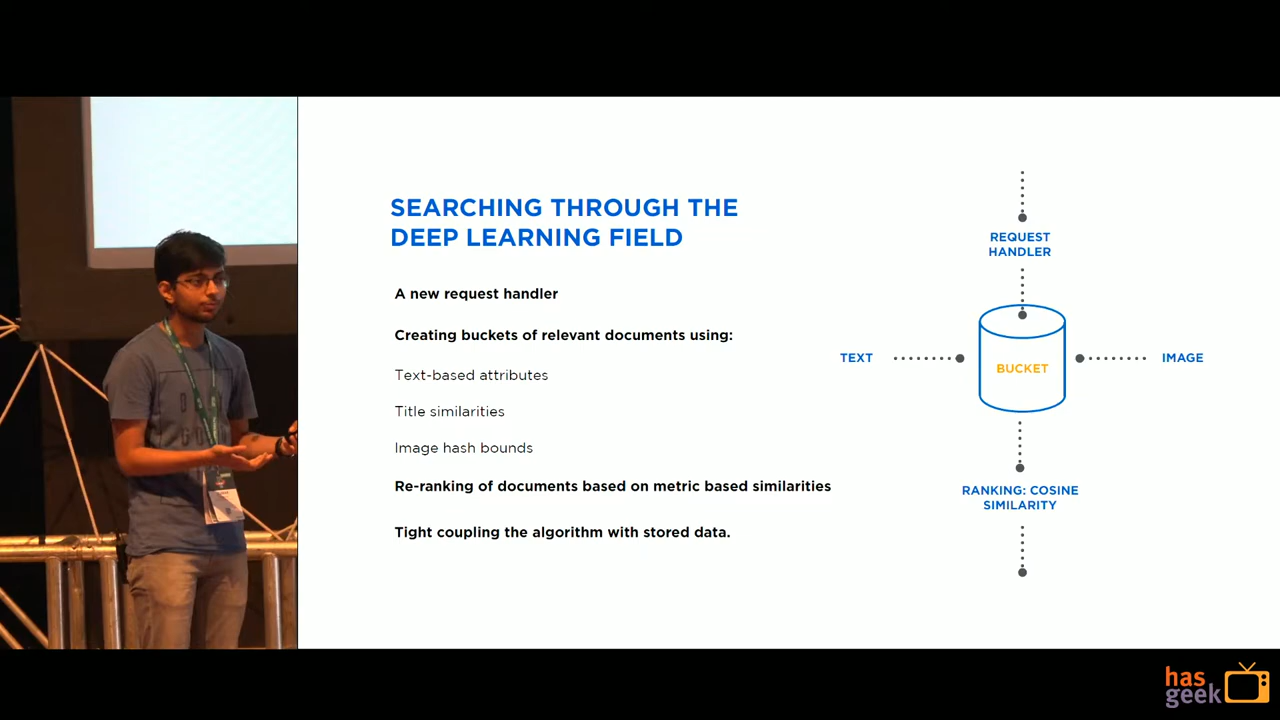 SEARCHING THROUGH THE
DEEP LEARNING FIELD
A new request handler
Creating buckets of relevant documents using:
Text-based attributes
Title similarities
Image hash bounds
Re-ranking of documents based on metric based similarities
Tight coupling the algorithm with stored data.
REQUEST
HANDLER
TEXT
BUCKET
IMAGE
RANKING: COSINE
SIMILARITY
has
geek